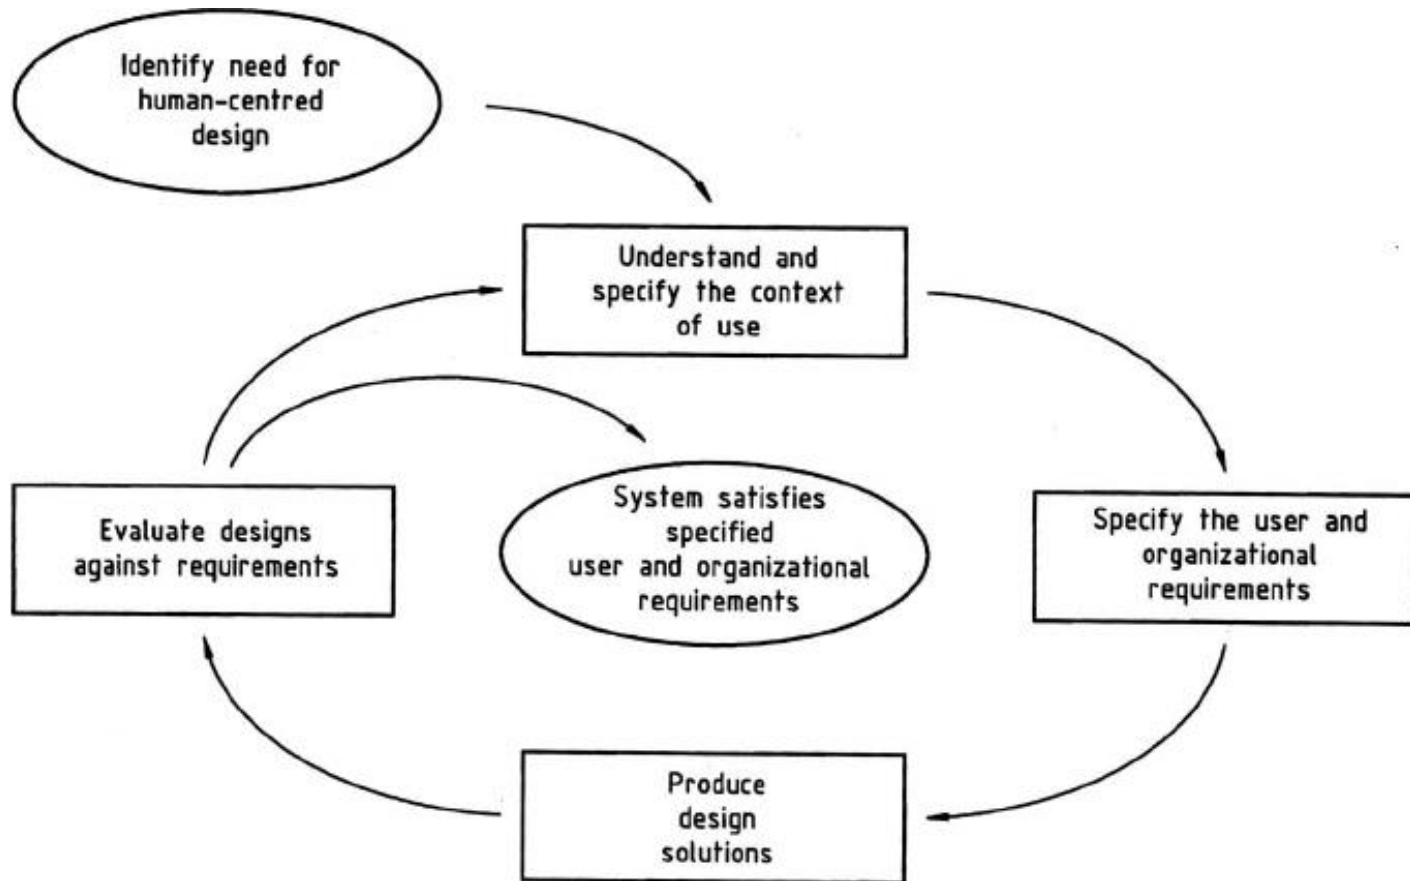 Identify need for
human-centred
design
Understand and
specify the context
of use
Evaluate designs
against requirements
System satisfies
specified
user and organizational
requirements
Specify the user and
organizational
requirements
Produce
design
solutions